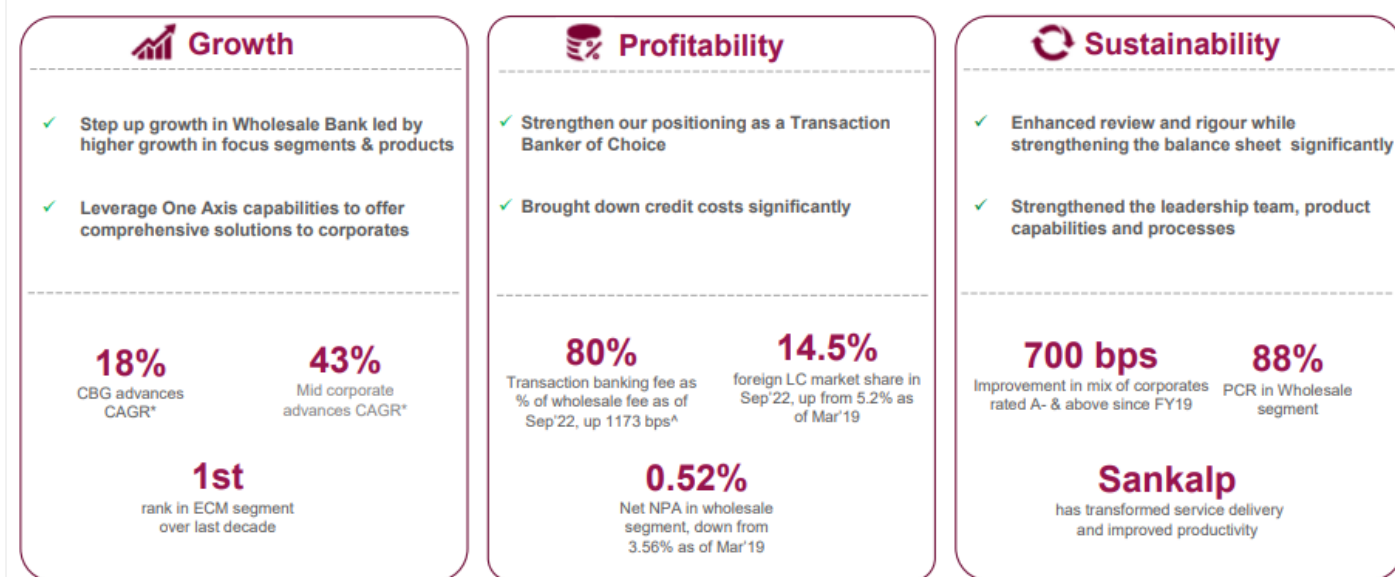 Growth
Step up growth in Wholesale Bank led by
higher growth in focus segments & products
Leverage One Axis capabilities to offer
comprehensive solutions to corporates
18%
CBG advances
CAGR*
43%
Mid corporate
advances CAGR*
1st
rank in ECM segment
over last decade
Profitability
Strengthen our positioning as a Transaction
Banker of Choice
Brought down credit costs significantly
80%
Transaction banking fee as
% of wholesale fee as of
Sep'22, up 1173 bps^
14.5%
foreign LC market share in
Sep'22, up from 5.2% as
of Mar'19
0.52%
Net NPA in wholesale
segment, down from
3.56% as of Mar'19
Sustainability
Enhanced review and rigour while
strengthening the balance sheet significantly
Strengthened the leadership team, product
capabilities and processes
700 bps
Improvement in mix of corporates
rated A- & above since FY19
88%
PCR in Wholesale
segment
Sankalp
has transformed service delivery
and improved productivity